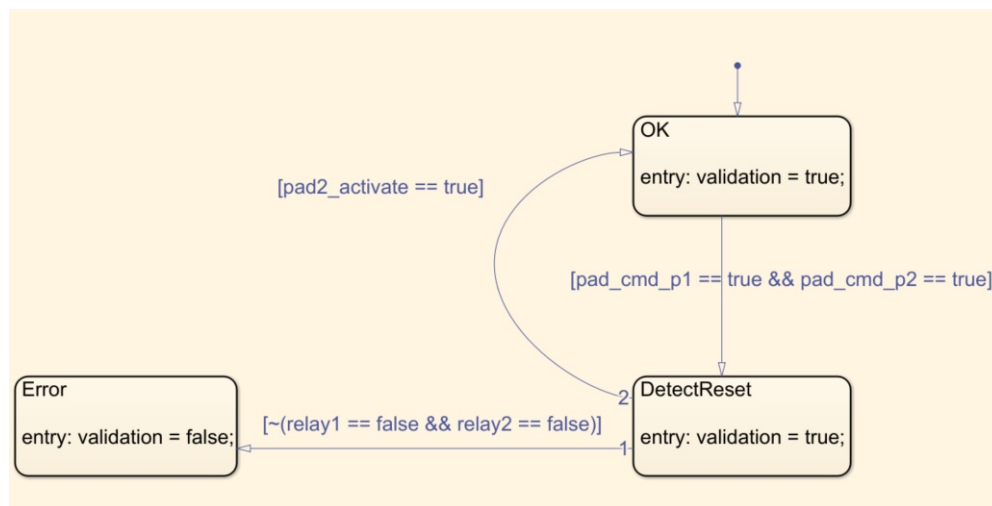 OK
entry: validation = true;
[pad2_activate == true]
[pad_cmd_p1 == true && pad_cmd_p2 == true]
Error
entry: validation = false;
[~(relay1 == false && relay2 == false)]
2
1
DetectReset
entry: validation = true;